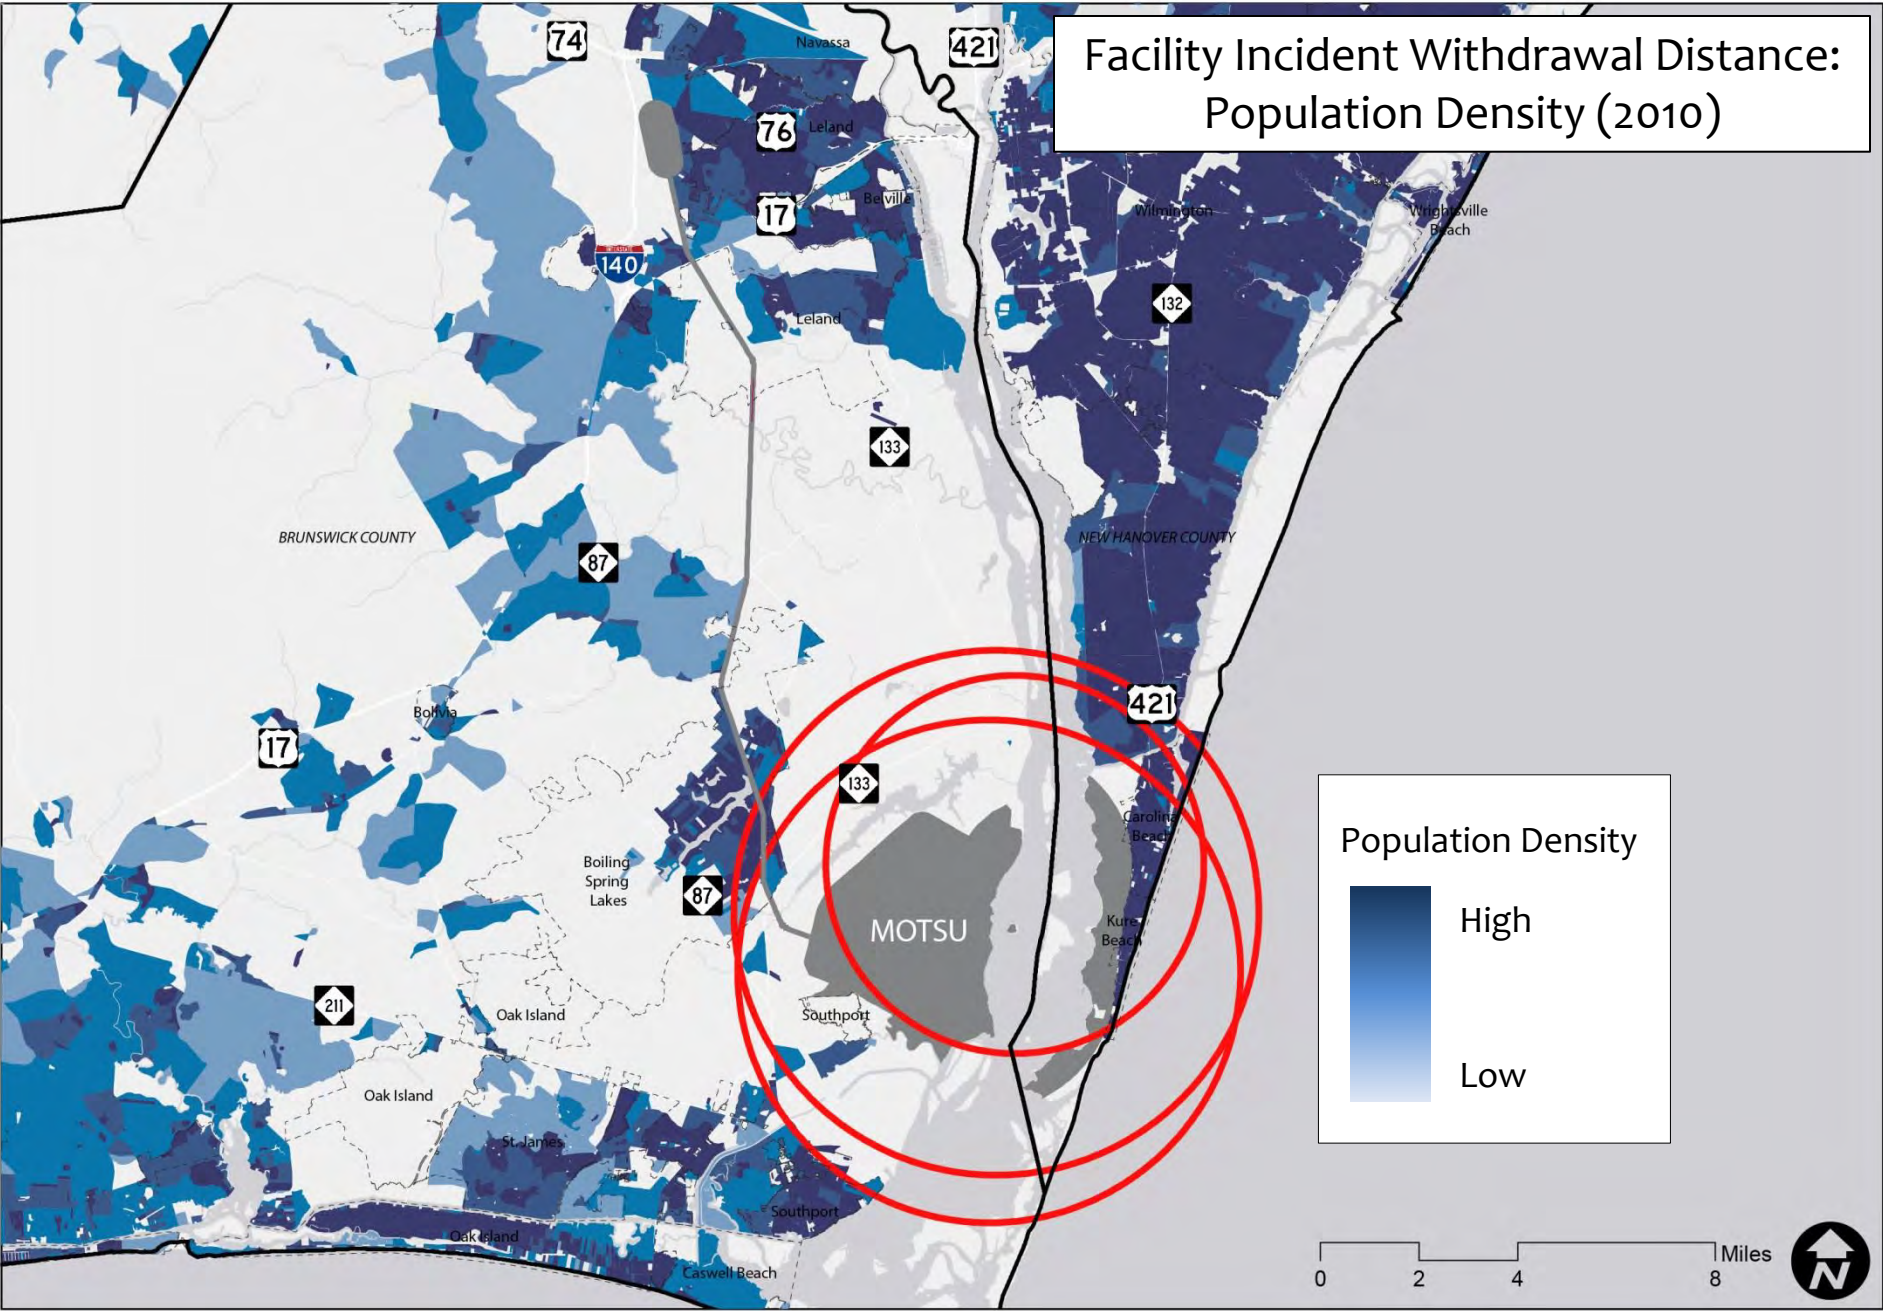 Facility Incident Withdrawal Distance:
Population Density (2010)
74
Navassa
421
76
Leland
17
Belville
Wilmington
Wrightsville
Beach
INTERSTATE
140
132
Leland
133
BRUNSWICK COUNTY
NEW HANOVER COUNTY
87
Bolivia
421
17
133
Carolina
Beach
Boiling
Spring
Lakes
87
MOTSU
Kure
Beach
211
Oak Island
Southport
Oak Island
St. James
Southport
Oak Island
Caswell Beach
Population Density
High
Low
Miles
0 2 4 8
N